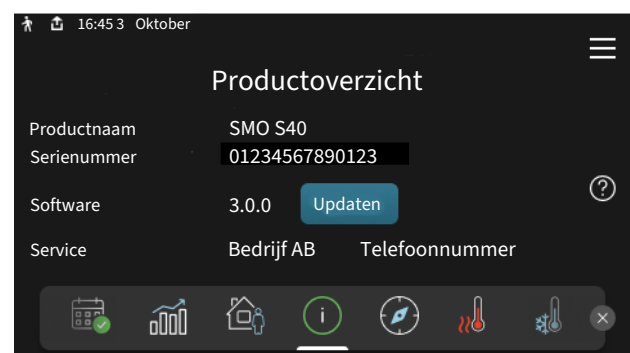 16:45 3 Oktober
Productoverzicht
Productnaam SMO S40
Serienummer 01234567890123
Software 3.0.0 Updaten
Service Bedrijf AB Telefoonnummer